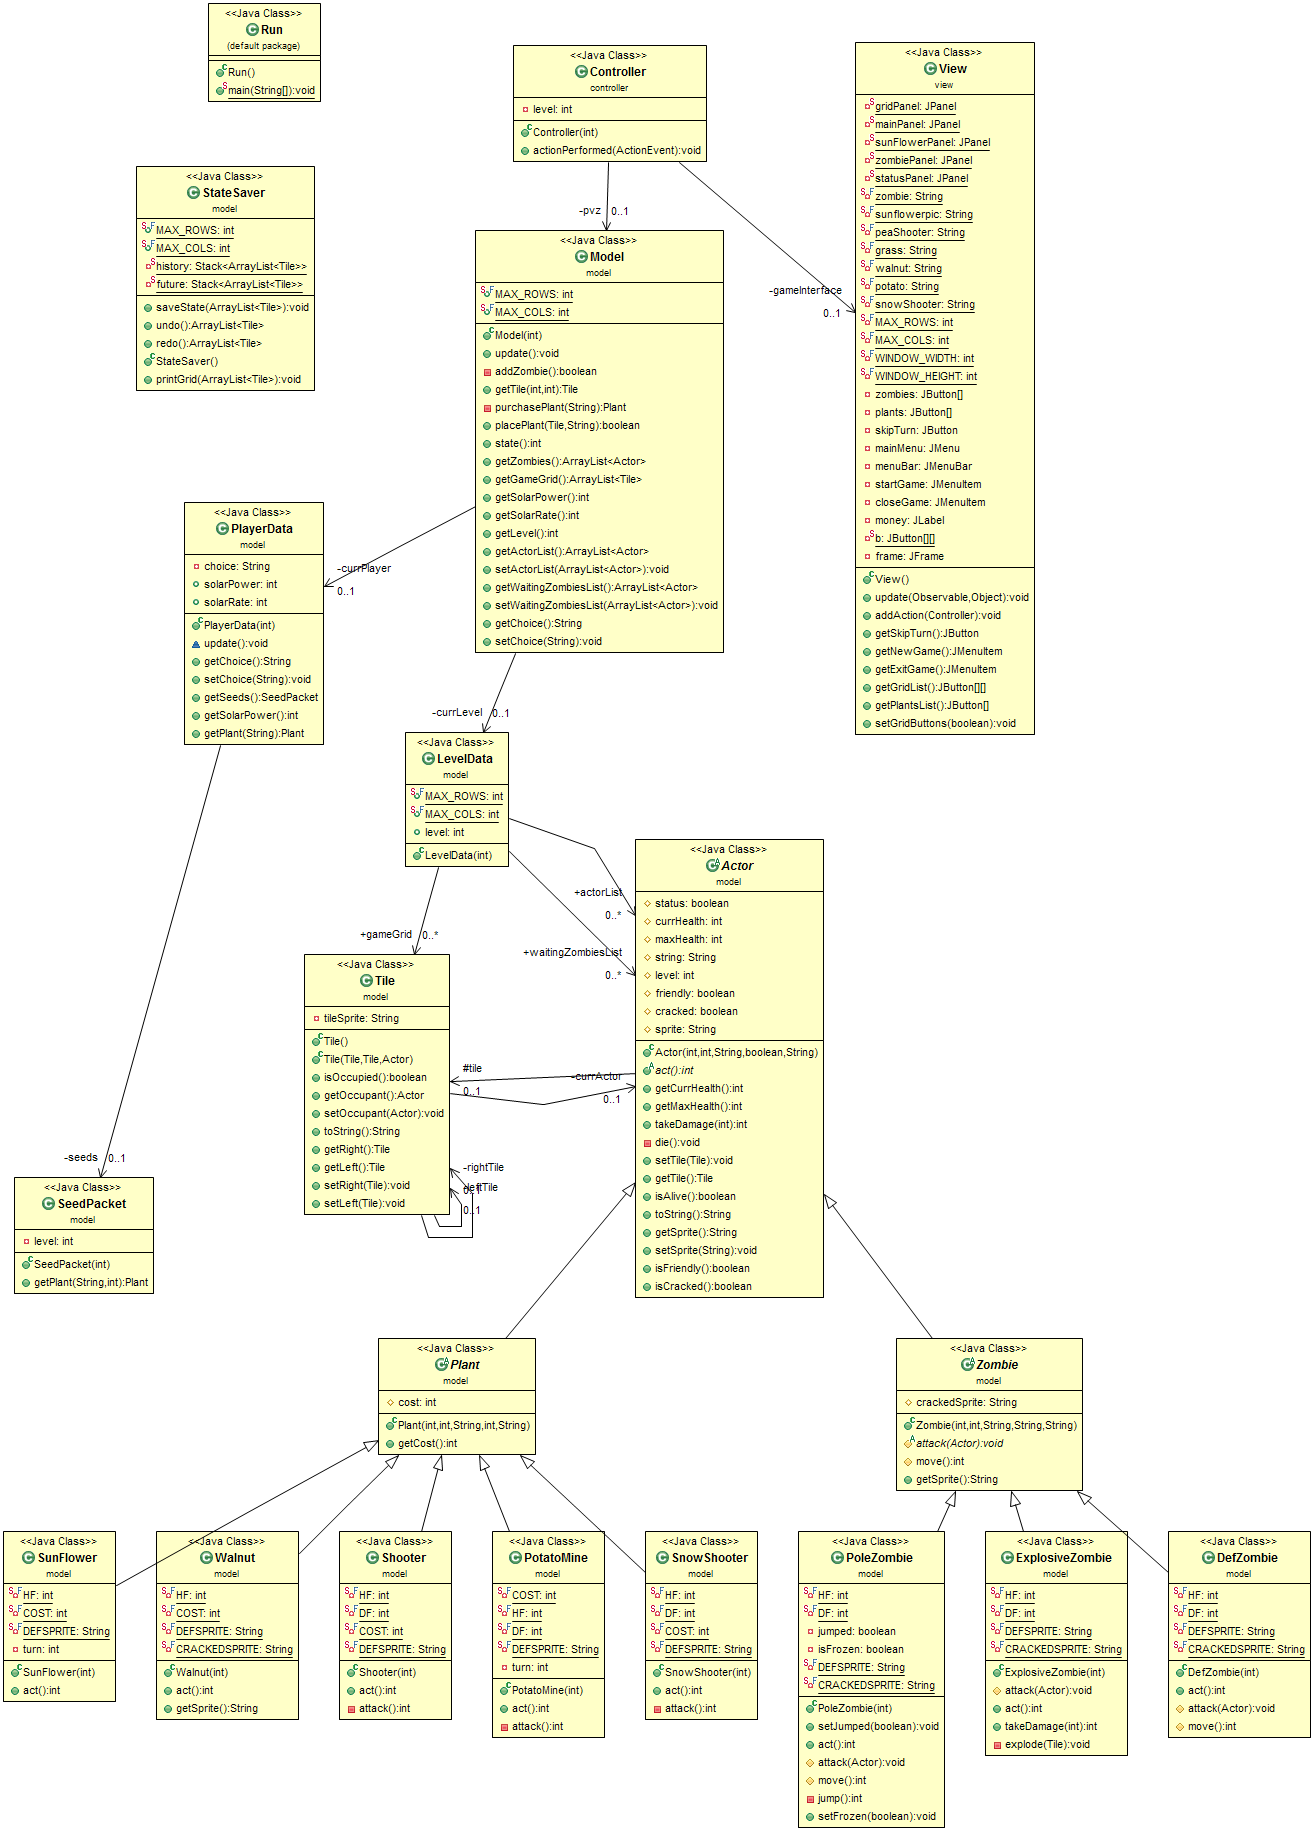 <<Java Class>>
Run
(default package)
Run()
main(String[]):void
<<Java Class>>
Controller
controller
level: int
Controller(int)
actionPerformed(ActionEvent):void
<<Java Class>>
View
view
gridPanel: JPanel
mainPanel: JPanel
sunFlowerPanel: JPanel
zombiePanel: JPanel
statusPanel: JPanel
zombie: String
sunflowerpic: String
peaShooter: String
grass: String
walnut: String
potato: String
snowShooter: String
MAX_ROWS: int
MAX_COLS: int
WINDOW_WIDTH: int
WINDOW_HEIGHT: int
zombies: JButton[]
plants: JButton[]
skipTurn: JButton
mainMenu: JMenu
menuBar: JMenuBar
startGame: JMenuItem
closeGame: JMenuItem
money: JLabel
b: JButton[][]
frame: JFrame
View()
update(Observable,Object):void
addAction(Controller):void
getSkipTurn():JButton
getNewGame():JMenuItem
getExitGame():JMenuItem
getGridList():JButton[][]
getPlantsList():JButton[]
setGridButtons(boolean):void
<<Java Class>>
StateSaver
model
MAX_ROWS: int
MAX_COLS: int
history: Stack<ArrayList<Tile>>
future: Stack<ArrayList<Tile>>
saveState(ArrayList<Tile>):void
undo():ArrayList<Tile>
redo():ArrayList<Tile>
StateSaver()
printGrid(ArrayList<Tile>):void
-pvz
0..1
-gameInterface
0..1
<<Java Class>>
Model
model
MAX_ROWS: int
MAX_COLS: int
Model(int)
update():void
addZombie():boolean
getTile(int,int):Tile
purchasePlant(String):Plant
placePlant(Tile,String):boolean
state():int
getZombies():ArrayList<Actor>
getGameGrid():ArrayList<Tile>
getSolarPower():int
getSolarRate():int
getLevel():int
getActorList():ArrayList<Actor>
setActorList(ArrayList<Actor>):void
getWaitingZombiesList():ArrayList<Actor>
setWaitingZombiesList(ArrayList<Actor>):void
getChoice():String
setChoice(String):void
<<Java Class>>
PlayerData
model
choice: String
solarPower: int
solarRate: int
PlayerData(int)
update():void
getChoice():String
setChoice(String):void
getSeeds():SeedPacket
getSolarPower():int
getPlant(String):Plant
-currPlayer
0..1
-currLevel
0..1
<<Java Class>>
LevelData
model
MAX_ROWS: int
MAX_COLS: int
level: int
LevelData(int)
+actorList
0..*
+waitingZombiesList
0..*
+gameGrid
0..*
<<Java Class>>
Actor
model
status: boolean
currHealth: int
maxHealth: int
string: String
level: int
friendly: boolean
cracked: boolean
sprite: String
Actor(int,int,String,boolean,String)
act():int
getCurrHealth():int
getMaxHealth():int
takeDamage(int):int
die():void
setTile(Tile):void
getTile():Tile
isAlive():boolean
toString():String
getSprite():String
setSprite(String):void
isFriendly():boolean
isCracked():boolean
<<Java Class>>
Tile
model
tileSprite: String
Tile()
Tile(Tile,Tile,Actor)
isOccupied():boolean
getOccupant():Actor
setOccupant(Actor):void
toString():String
getRight():Tile
getLeft():Tile
setRight(Tile):void
setLeft(Tile):void
#tile
0..1
-currActor
0..1
-rightTile
0..1
-leftTile
0..1
-seeds
0..1
<<Java Class>>
SeedPacket
model
level: int
SeedPacket(int)
getPlant(String,int):Plant
<<Java Class>>
Plant
model
cost: int
Plant(int,int,String,int,String)
getCost():int
<<Java Class>>
Zombie
model
crackedSprite: String
Zombie(int,int,String,String,String)
attack(Actor):void
move():int
getSprite():String
<<Java Class>>
SunFlower
model
HF: int
COST: int
DEFSPRITE: String
turn: int
SunFlower(int)
act():int
<<Java Class>>
Walnut
model
HF: int
COST: int
DEFSPRITE: String
CRACKEDSPRITE: String
Walnut(int)
act():int
getSprite():String
<<Java Class>>
Shooter
model
HF: int
DF: int
COST: int
DEFSPRITE: String
Shooter(int)
act():int
attack():int
<<Java Class>>
PotatoMine
model
COST: int
HF: int
DF: int
DEFSPRITE: String
turn: int
PotatoMine(int)
act():int
attack():int
<<Java Class>>
SnowShooter
model
HF: int
DF: int
COST: int
DEFSPRITE: String
SnowShooter(int)
act():int
attack():int
<<Java Class>>
PoleZombie
model
HF: int
DF: int
jumped: boolean
isFrozen: boolean
DEFSPRITE: String
CRACKEDSPRITE: String
PoleZombie(int)
setJumped(boolean):void
act():int
attack(Actor):void
move():int
jump():int
setFrozen(boolean):void
<<Java Class>>
ExplosiveZombie
model
HF: int
DF: int
DEFSPRITE: String
CRACKEDSPRITE: String
ExplosiveZombie(int)
attack(Actor):void
act():int
takeDamage(int):int
explode(Tile):void
<<Java Class>>
DefZombie
model
HF: int
DF: int
DEFSPRITE: String
CRACKEDSPRITE: String
DefZombie(int)
act():int
attack(Actor):void
move():int